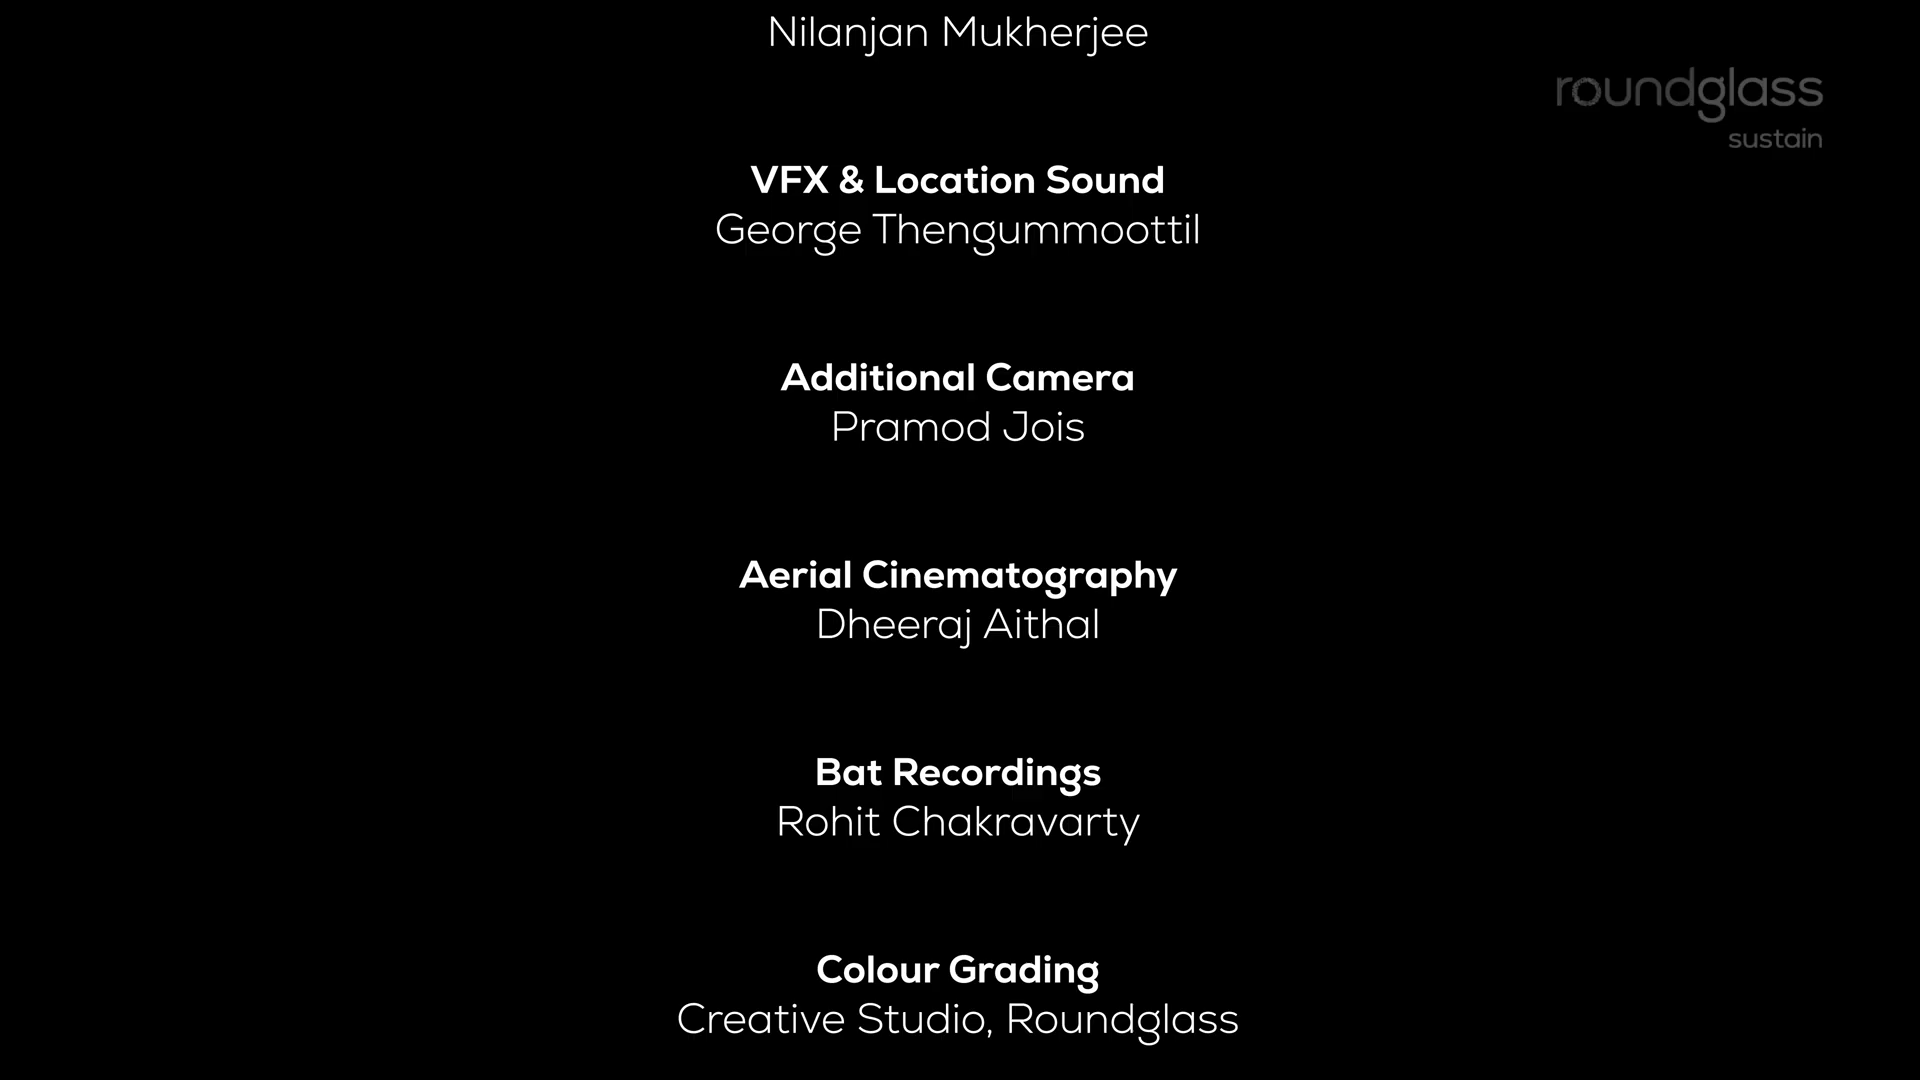 Nilanjan Mukherjee
roundglass
sustain
VFX & Location Sound
George Thengummoottil
Additional Camera
Pramod Jois
Aerial Cinematography
Dheeraj Aithal
Bat Recordings
Rohit Chakravarty
Colour Grading
Creative Studio, Roundglass